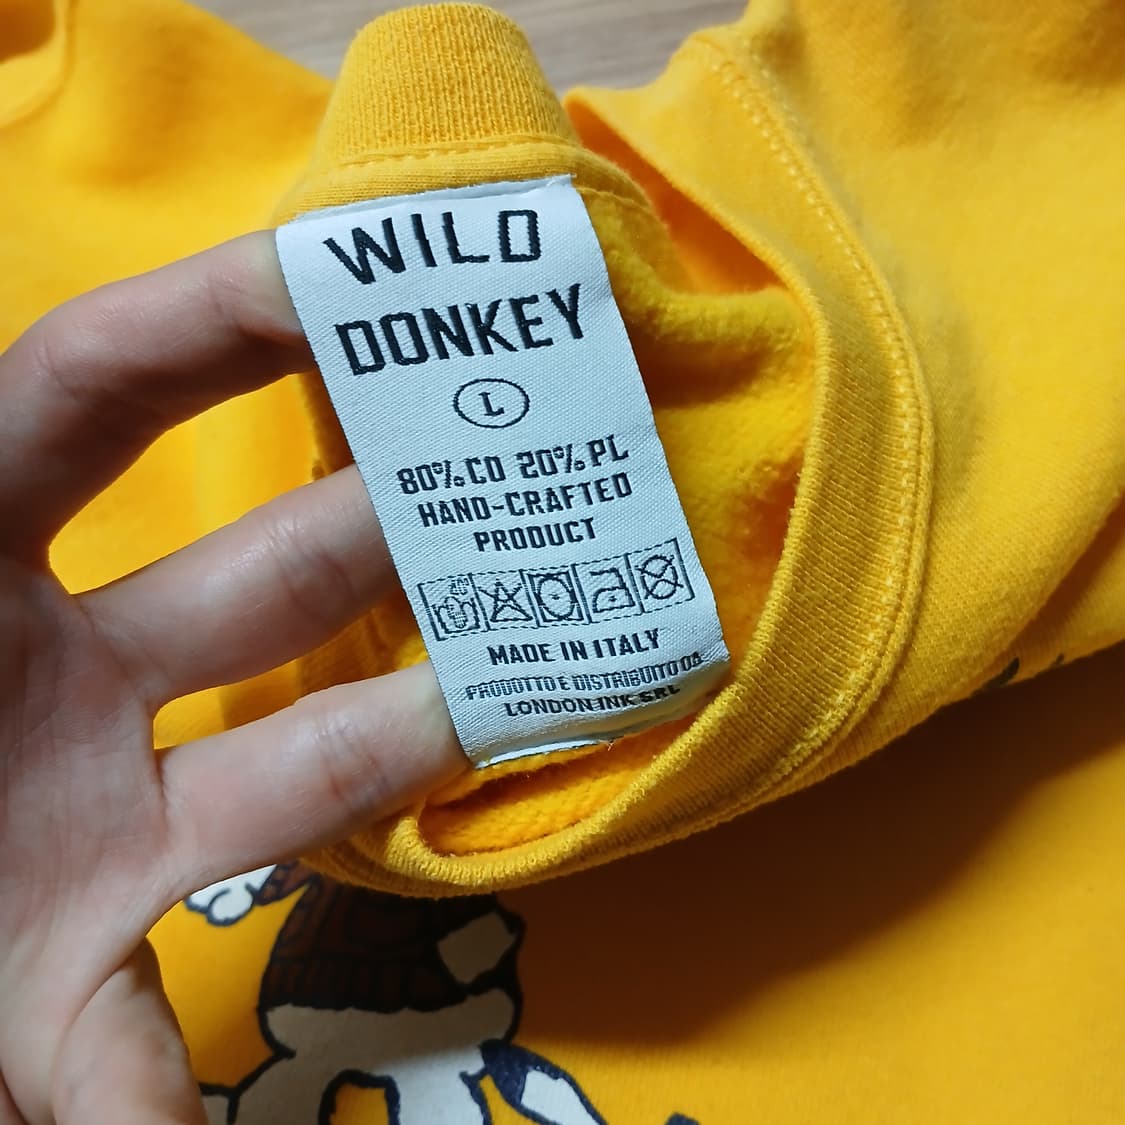 WILD
DONKEY
L
80% CO 20% PL
HAND-CRAFTED
PRODUCT
MADE IN ITALY
PRODOTTO E DISTRIBUITO DA
LONDON INK SRL